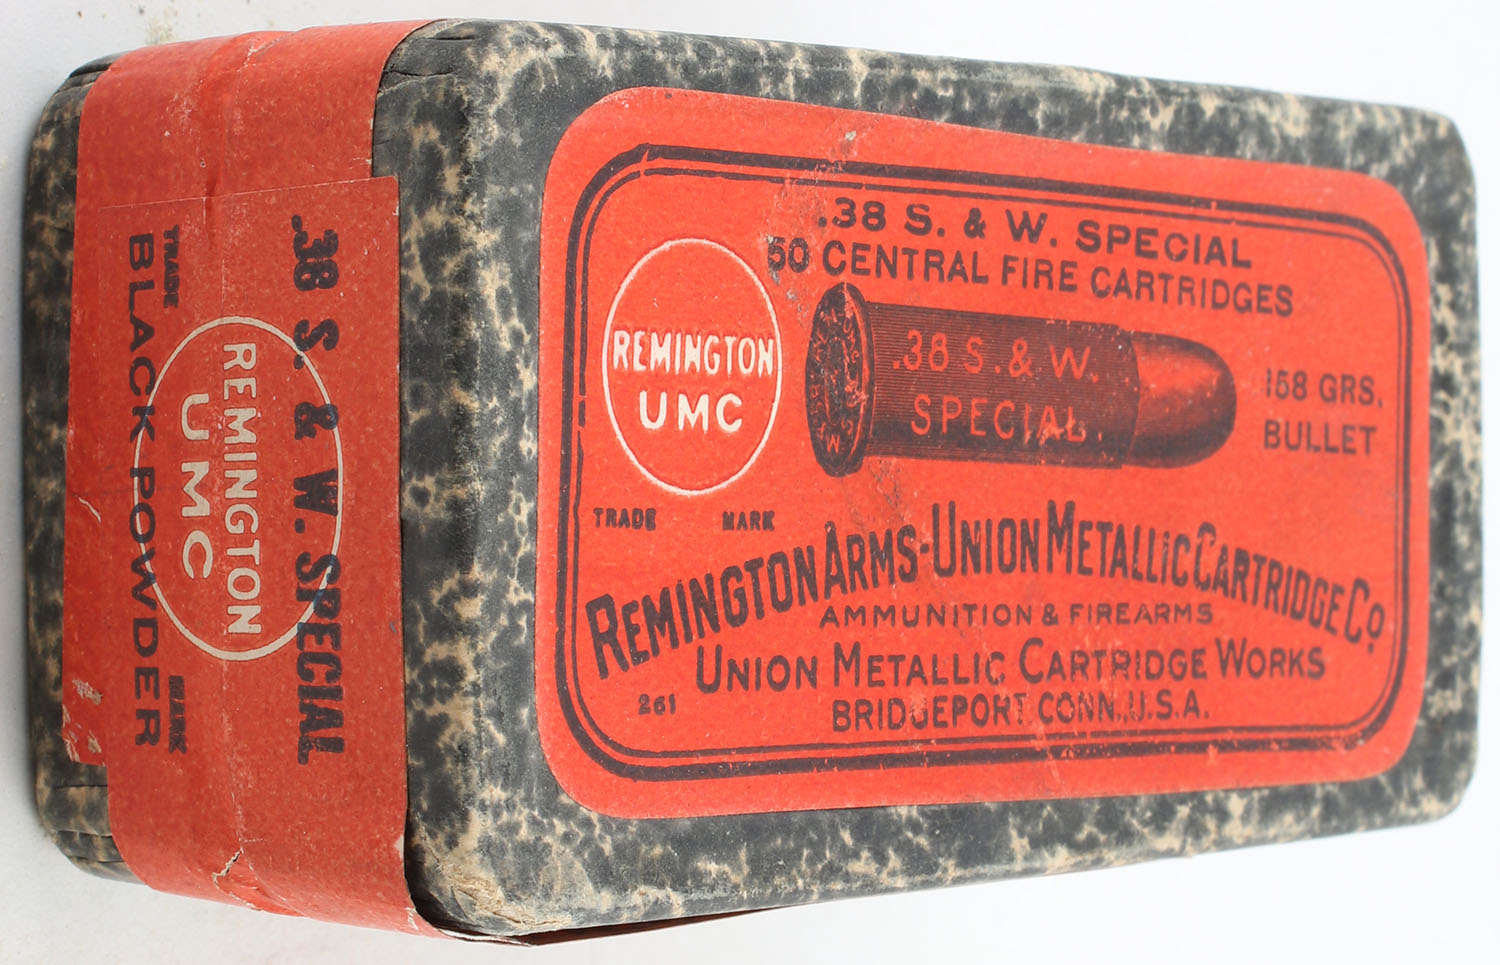 .38 S. & W. SPECIAL
50 CENTRAL FIRE CARTRIDGES
REMINGTON
UMC
TRADE MARK
.38 S. & W.
SPECIAL.
158 GRS.
BULLET
REMINGTON ARMS-UNION METALLIC CARTRIDGE CO.
AMMUNITION & FIREARMS
UNION METALLIC CARTRIDGE WORKS
261
BRIDGEPORT. CONN., U.S.A.
.38 S. & W. SPECIAL
REMINGTON
UMC
TRADE MARK
BLACK POWDER